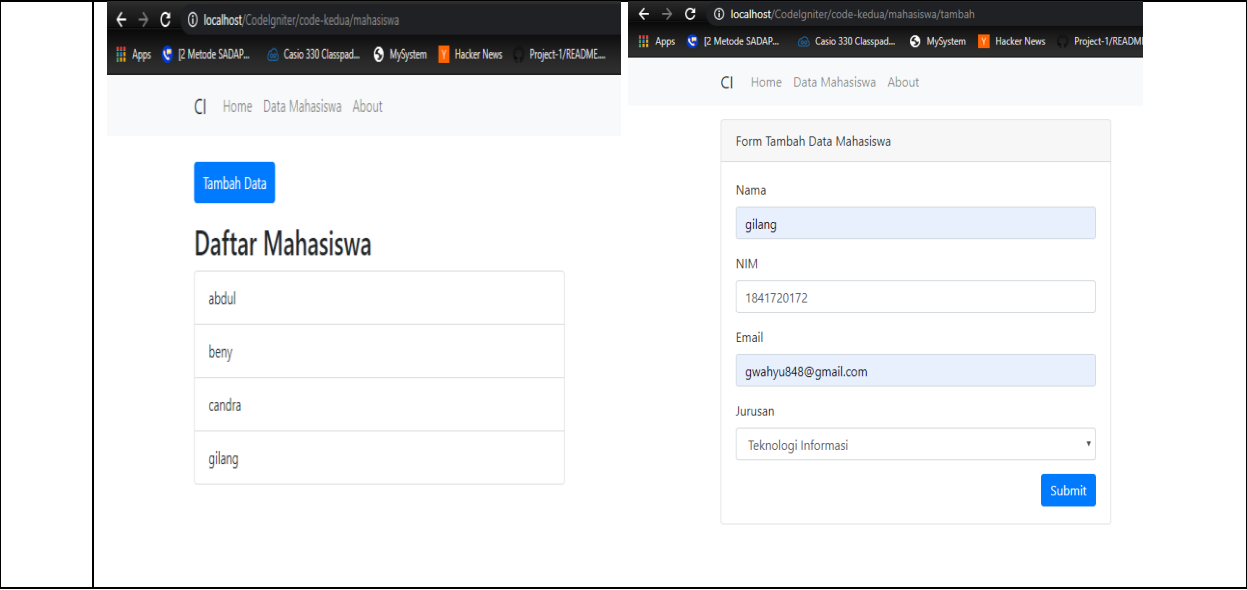 localhost/CodeIgniter/code-kedua/mahasiswa
Apps [2 Metode SADAP... Casio 330 Classpad... MySystem Y Hacker News Project-1/README....
CI Home Data Mahasiswa About
Tambah Data
Daftar Mahasiswa
abdul
beny
candra
gilang
localhost/CodeIgniter/code-kedua/mahasiswa/tambah
Apps [2 Metode SADAP... Casio 330 Classpad... MySystem Y Hacker News Project-1/READMI
CI Home Data Mahasiswa About
Form Tambah Data Mahasiswa
Nama
gilang
NIM
1841720172
Email
gwahyu848@gmail.com
Jurusan
Teknologi Informasi
Submit